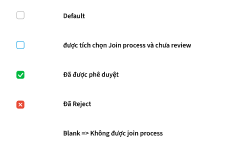 Default
được tích chọn Join process và chưa review
Đã được phê duyệt
Đã Reject
Blank => Không được join process